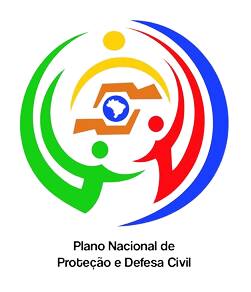 Plano Nacional de
Proteção e Defesa Civil